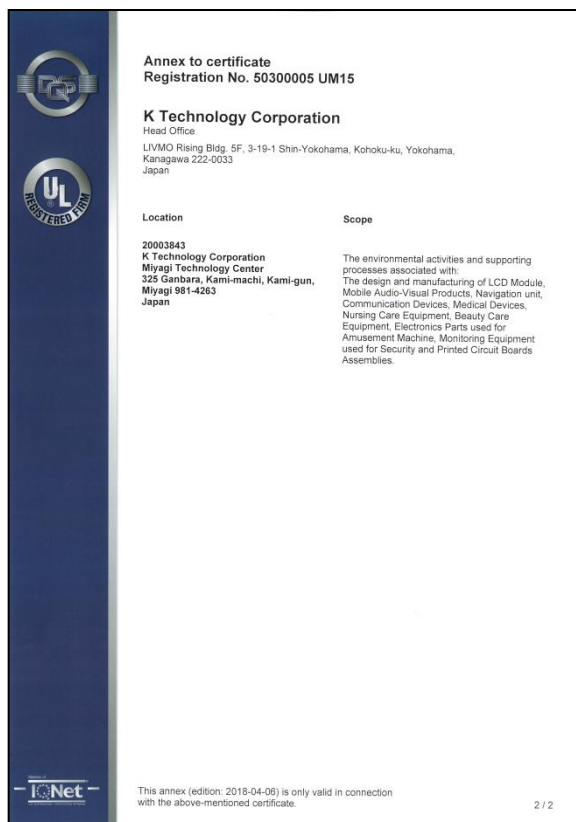 Annex to certificate
Registration No. 50300005 UM15
K Technology Corporation
Head Office
LIVMO Rising Bldg. 5F, 3-19-1 Shin-Yokohama, Kohoku-ku, Yokohama,
Kanagawa 222-0033
Japan
DQS
UL
REGISTERED FIRM
Location
20003843
K Technology Corporation
Miyagi Technology Center
325 Ganbara, Kami-machi, Kami-gun,
Miyagi 981-4263
Japan
Scope
The environmental activities and supporting
processes associated with:
The design and manufacturing of LCD Module,
Mobile Audio-Visual Products, Navigation unit,
Communication Devices, Medical Devices,
Nursing Care Equipment, Beauty Care
Equipment, Electronics Parts used for
Amusement Machine, Monitoring Equipment
used for Security and Printed Circuit Boards
Assemblies.
IQNet
This annex (edition: 2018-04-06) is only valid in connection
with the above-mentioned certificate.
2 / 2